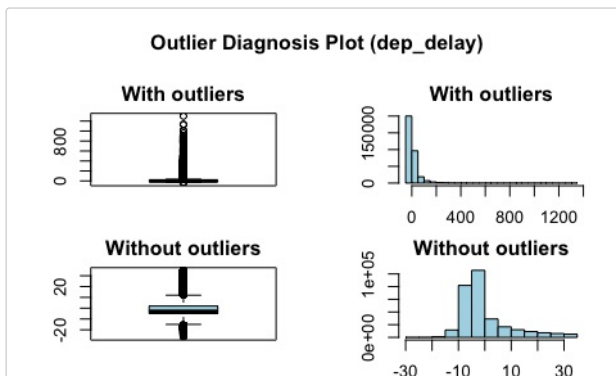 Outlier Diagnosis Plot (dep_delay)
With outliers
800
0
With outliers
150000
0
0 400 800 1200
Without outliers
20
-20
Without outliers
1e+05
0e+00
-30 -10 10 30